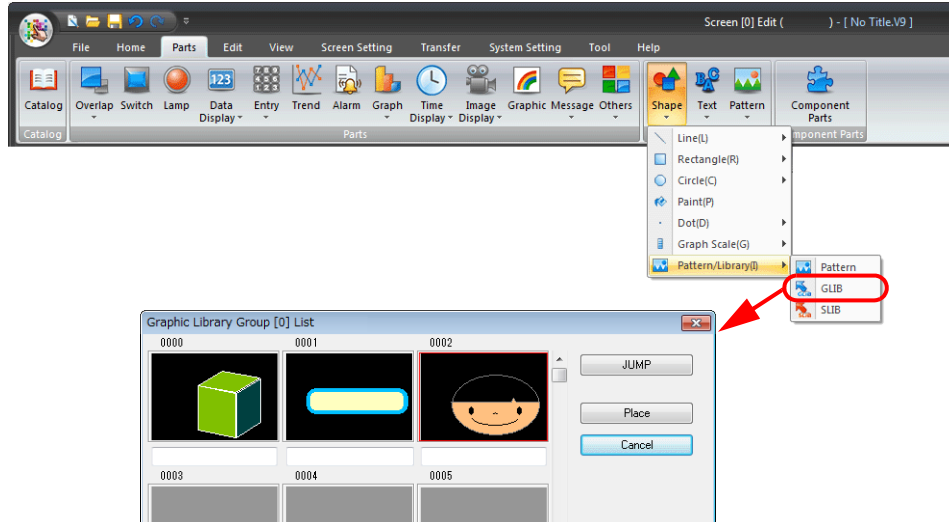 Screen [0] Edit (        ) - [ No Title.V9 ]
File Home Parts Edit View Screen Setting Transfer System Setting Tool Help
123
Catalog Overlap Switch Lamp Data Display Entry Trend Alarm Graph Time Display Image Display Graphic Message Others Shape Text Pattern Component Parts
Catalog Parts mponent Parts
Line(L)
Rectangle(R)
Circle(C)
Paint(P)
Dot(D)
Graph Scale(G)
Pattern/Library(I)
Pattern
GLIB
SLIB
Graphic Library Group [0] List
0000 0001 0002
JUMP
Place
Cancel
0003 0004 0005